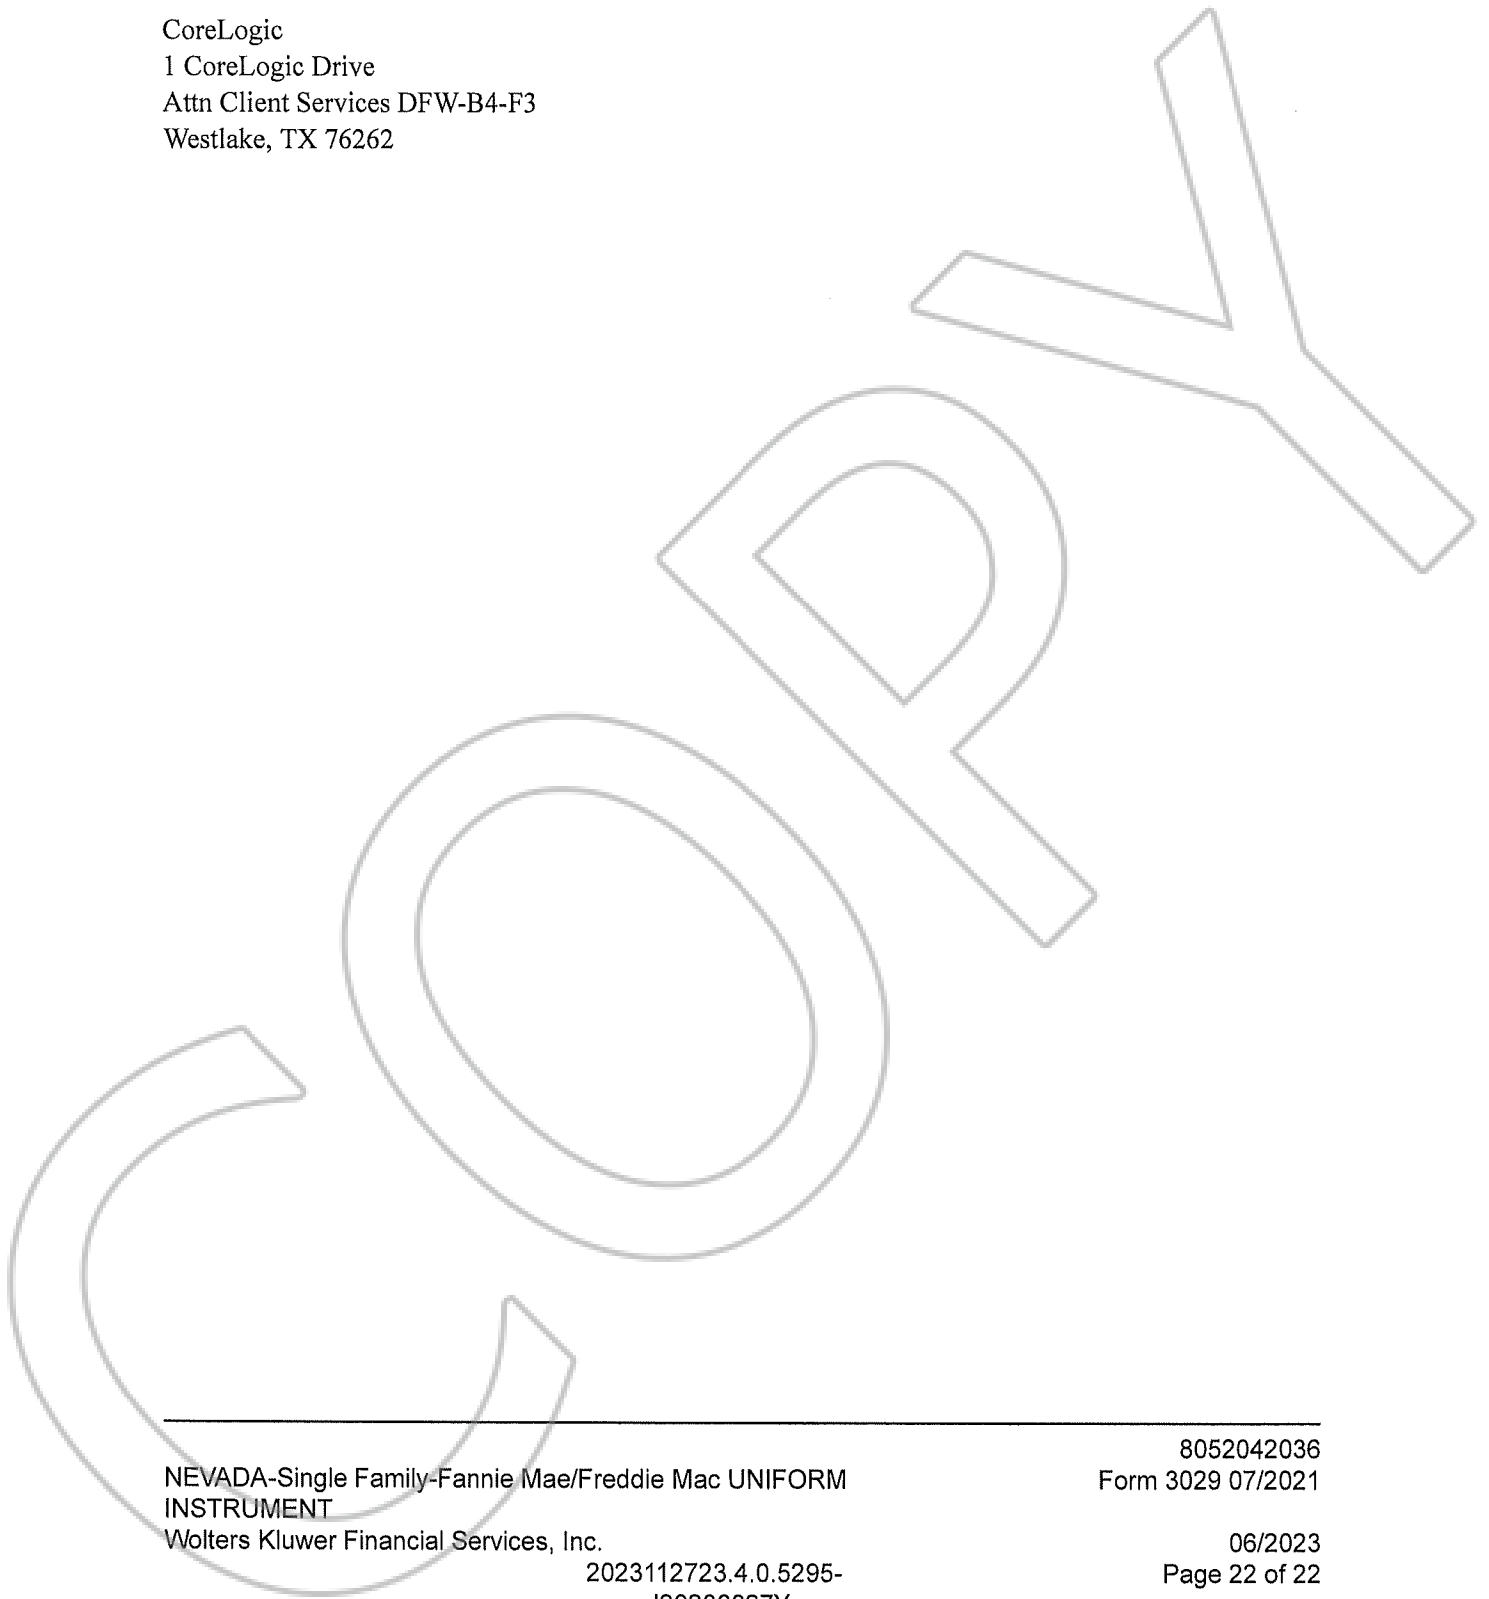 CoreLogic
1 CoreLogic Drive
Attn Client Services DFW-B4-F3
Westlake, TX 76262
COPY
8052042036
NEVADA-Single Family-Fannie Mae/Freddie Mac UNIFORM Form 3029 07/2021
INSTRUMENT
Wolters Kluwer Financial Services, Inc. 06/2023
2023112723.4.0.5295- Page 22 of 22